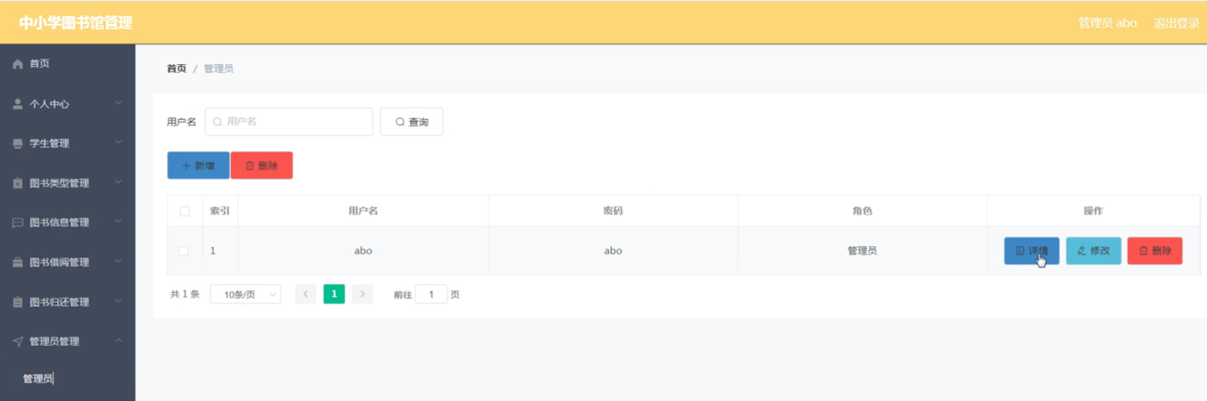 中小学图书馆管理
管理员 abo 退出登录
首页
个人中心
学生管理
图书类型管理
图书信息管理
图书借阅管理
图书归还管理
管理员管理
管理员
首页 / 管理员
用户名 用户名 查询
新增 删除
索引 用户名 密码 角色 操作
1 abo abo 管理员 详情 修改 删除
共 1 条 10条/页 1 前往 1 页